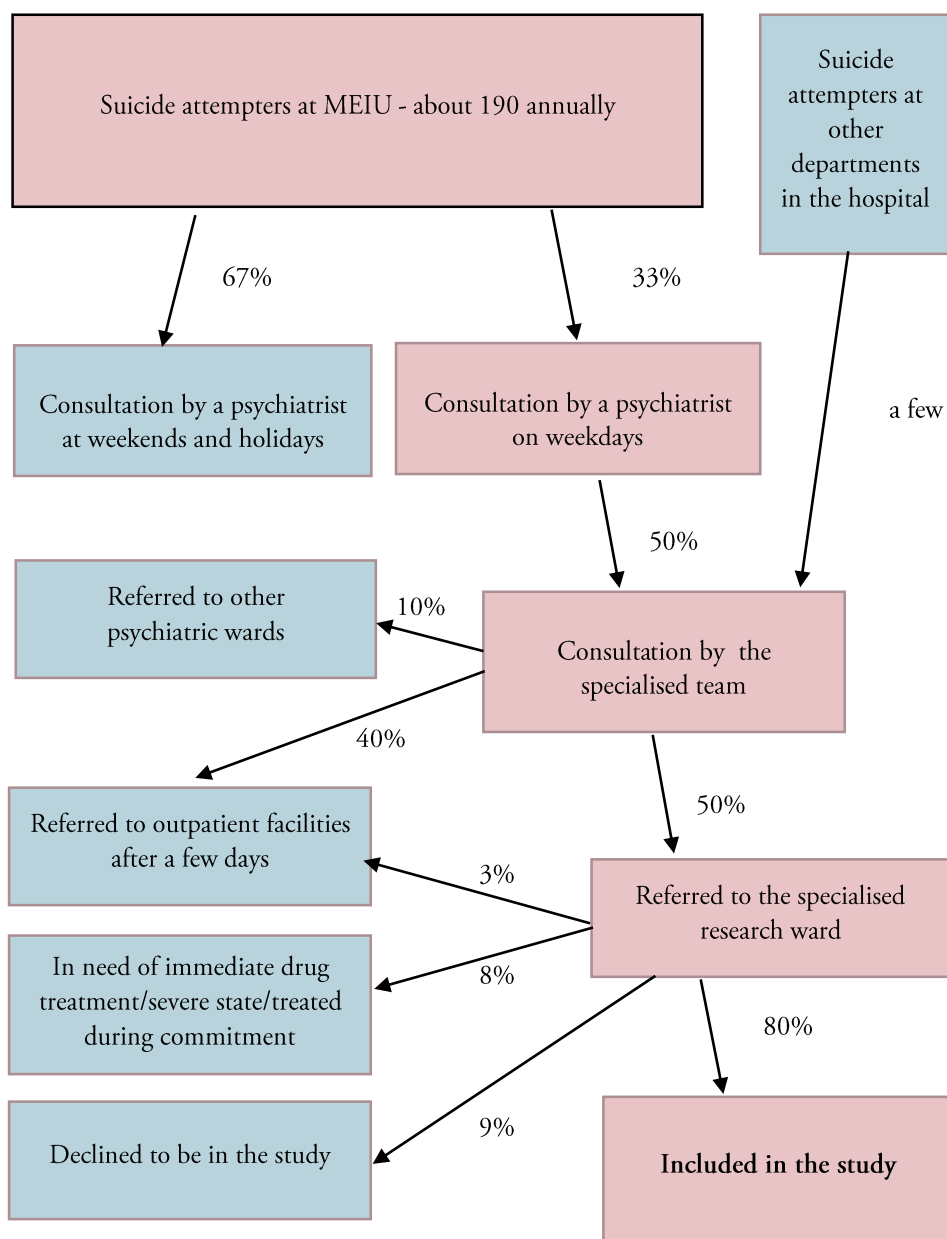 Suicide attempters at MEIU - about 190 annually
Suicide
attempters at
other
departments
in the hospital
67%
33%
Consultation by a psychiatrist
at weekends and holidays
Consultation by a psychiatrist
on weekdays
a few
50%
Referred to other
psychiatric wards
10%
Consultation by the
specialised team
40%
50%
Referred to outpatient facilities
after a few days
3%
Referred to the specialised
research ward
In need of immediate drug
treatment/severe state/treated
during commitment
8%
80%
Declined to be in the study
9%
Included in the study